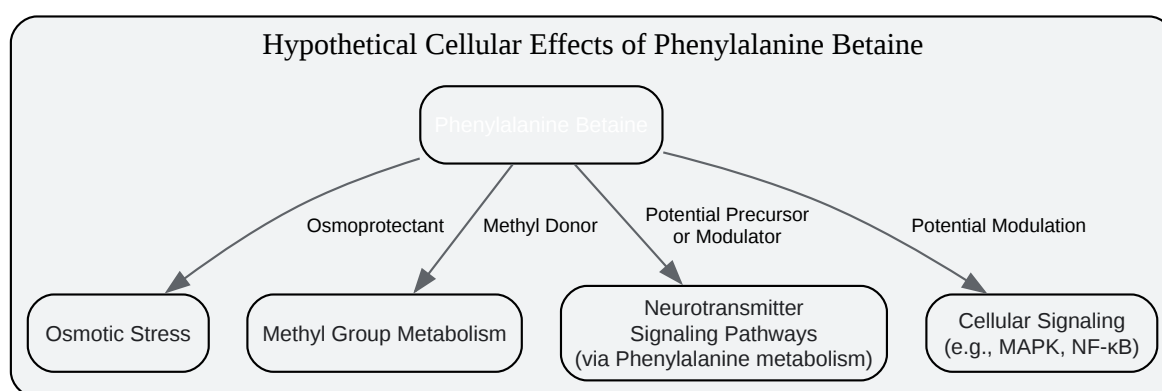 Hypothetical Cellular Effects of Phenylalanine Betaine
Phenylalanine Betaine
Osmoprotectant
Methyl Donor
Potential Precursor
or Modulator
Potential Modulation
Osmotic Stress
Methyl Group Metabolism
Neurotransmitter
Signaling Pathways
(via Phenylalanine metabolism)
Cellular Signaling
(e.g., MAPK, NF-κB)